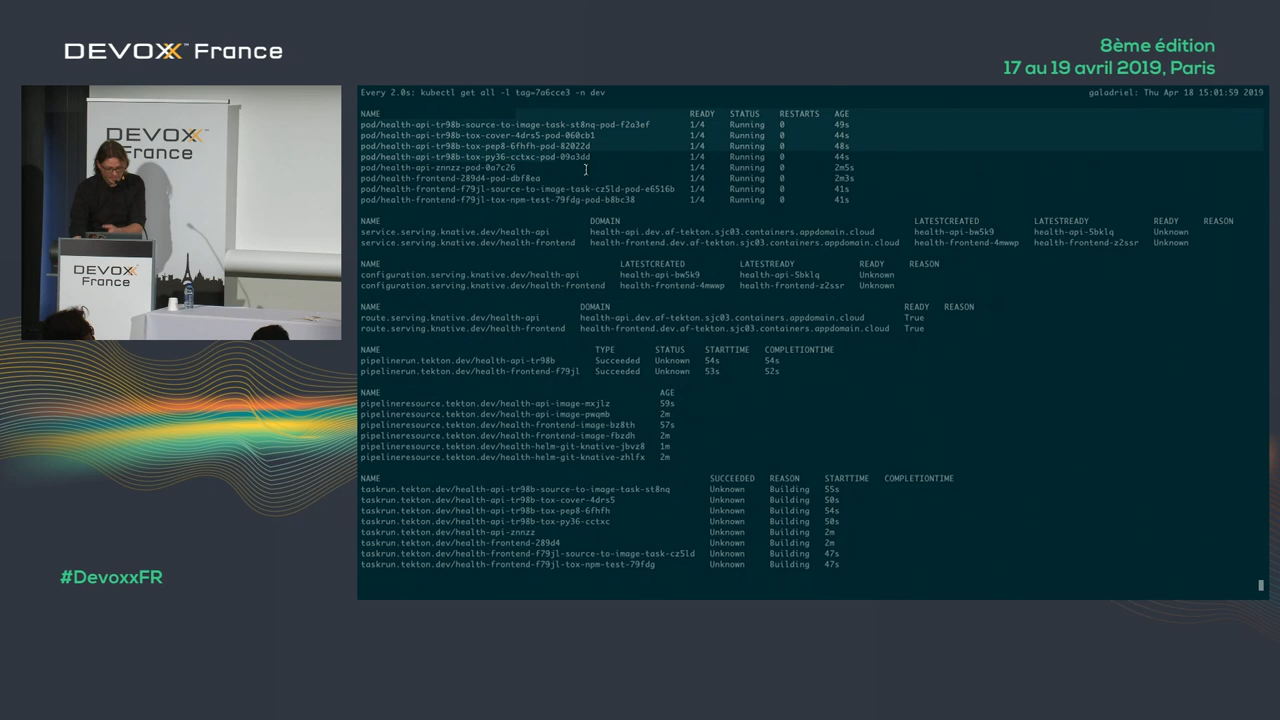 DEVOXX™ France
8ème édition
17 au 19 avril 2019, Paris
DEVOXX™
France
DEVOXX
France
Every 2.0s: kubectl get all -l tag=7a6cce3 -n dev galadriel: Thu Apr 18 15:01:59 2019
NAME READY STATUS RESTARTS AGE
pod/health-api-tr98b-source-to-image-task-st8nq-pod-f2a3ef 1/4 Running 0 49s
pod/health-api-tr98b-tox-cover-4drs5-pod-060cb1 1/4 Running 0 44s
pod/health-api-tr98b-tox-pep8-6fhfh-pod-82022d 1/4 Running 0 48s
pod/health-api-tr98b-tox-py36-cctxc-pod-09a3dd 1/4 Running 0 44s
pod/health-api-znnzz-pod-0a7c26 1/4 Running 0 2m5s
pod/health-frontend-289d4-pod-dbf8ea 1/4 Running 0 2m3s
pod/health-frontend-f79jl-source-to-image-task-cz5ld-pod-e6516b 1/4 Running 0 41s
pod/health-frontend-f79jl-tox-npm-test-79fdg-pod-b8bc38 1/4 Running 0 41s
NAME DOMAIN LATESTCREATED LATESTREADY READY REASON
service.serving.knative.dev/health-api health-api.dev.af-tekton.sjc03.containers.appdomain.cloud health-api-bw5k9 health-api-5bklq Unknown
service.serving.knative.dev/health-frontend health-frontend.dev.af-tekton.sjc03.containers.appdomain.cloud health-frontend-4mwwp health-frontend-z2ssr Unknown
NAME LATESTCREATED LATESTREADY READY REASON
configuration.serving.knative.dev/health-api health-api-bw5k9 health-api-5bklq Unknown
configuration.serving.knative.dev/health-frontend health-frontend-4mwwp health-frontend-z2ssr Unknown
NAME DOMAIN READY REASON
route.serving.knative.dev/health-api health-api.dev.af-tekton.sjc03.containers.appdomain.cloud True
route.serving.knative.dev/health-frontend health-frontend.dev.af-tekton.sjc03.containers.appdomain.cloud True
NAME TYPE STATUS STARTTIME COMPLETIONTIME
pipelinerun.tekton.dev/health-api-tr98b Succeeded Unknown 54s 54s
pipelinerun.tekton.dev/health-frontend-f79jl Succeeded Unknown 53s 52s
NAME AGE
pipelineresource.tekton.dev/health-api-image-mxjlz 59s
pipelineresource.tekton.dev/health-api-image-pwqmb 2m
pipelineresource.tekton.dev/health-frontend-image-bz8th 57s
pipelineresource.tekton.dev/health-frontend-image-fbzdh 2m
pipelineresource.tekton.dev/health-helm-git-knative-jbvz8 1m
pipelineresource.tekton.dev/health-helm-git-knative-zhlfx 2m
NAME SUCCEEDED REASON STARTTIME COMPLETIONTIME
taskrun.tekton.dev/health-api-tr98b-source-to-image-task-st8nq Unknown Building 55s
taskrun.tekton.dev/health-api-tr98b-tox-cover-4drs5 Unknown Building 50s
taskrun.tekton.dev/health-api-tr98b-tox-pep8-6fhfh Unknown Building 54s
taskrun.tekton.dev/health-api-tr98b-tox-py36-cctxc Unknown Building 50s
taskrun.tekton.dev/health-api-znnzz Unknown Building 2m
taskrun.tekton.dev/health-frontend-289d4 Unknown Building 2m
taskrun.tekton.dev/health-frontend-f79jl-source-to-image-task-cz5ld Unknown Building 47s
taskrun.tekton.dev/health-frontend-f79jl-tox-npm-test-79fdg Unknown Building 47s
#DevoxxFR